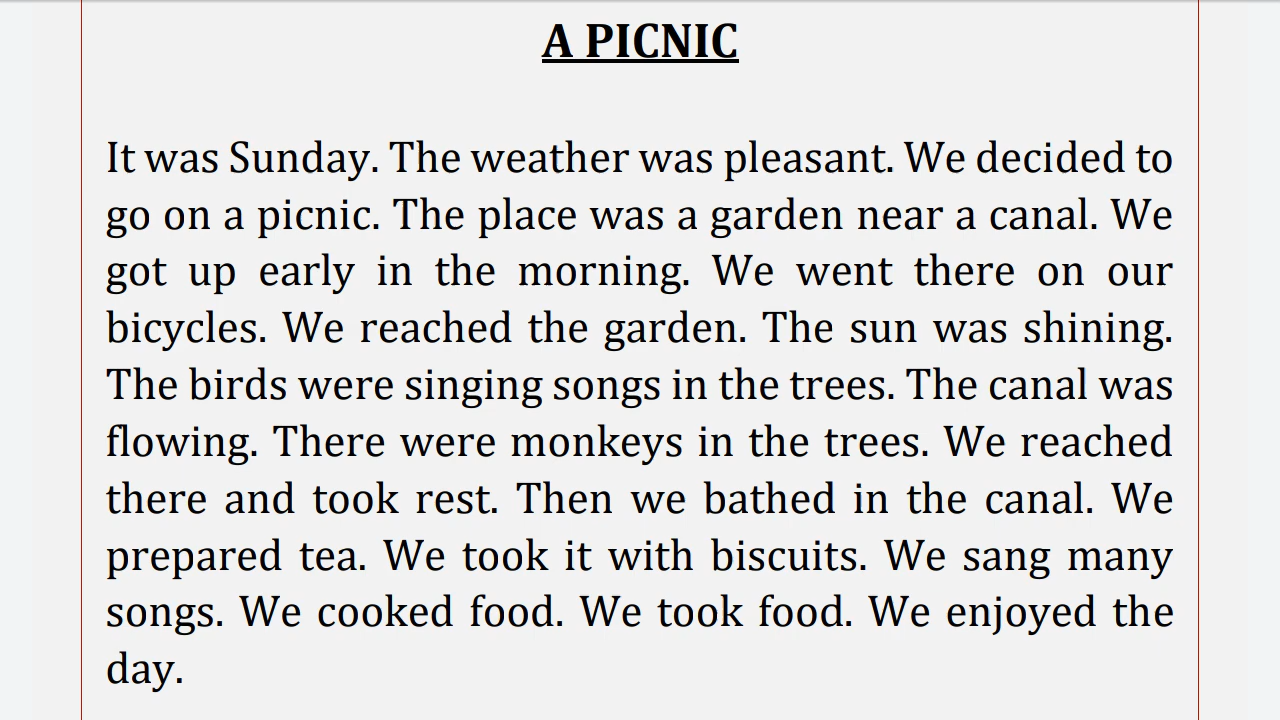 A PICNIC
It was Sunday. The weather was pleasant. We decided to
go on a picnic. The place was a garden near a canal. We
got up early in the morning. We went there on our
bicycles. We reached the garden. The sun was shining.
The birds were singing songs in the trees. The canal was
flowing. There were monkeys in the trees. We reached
there and took rest. Then we bathed in the canal. We
prepared tea. We took it with biscuits. We sang many
songs. We cooked food. We took food. We enjoyed the
day.